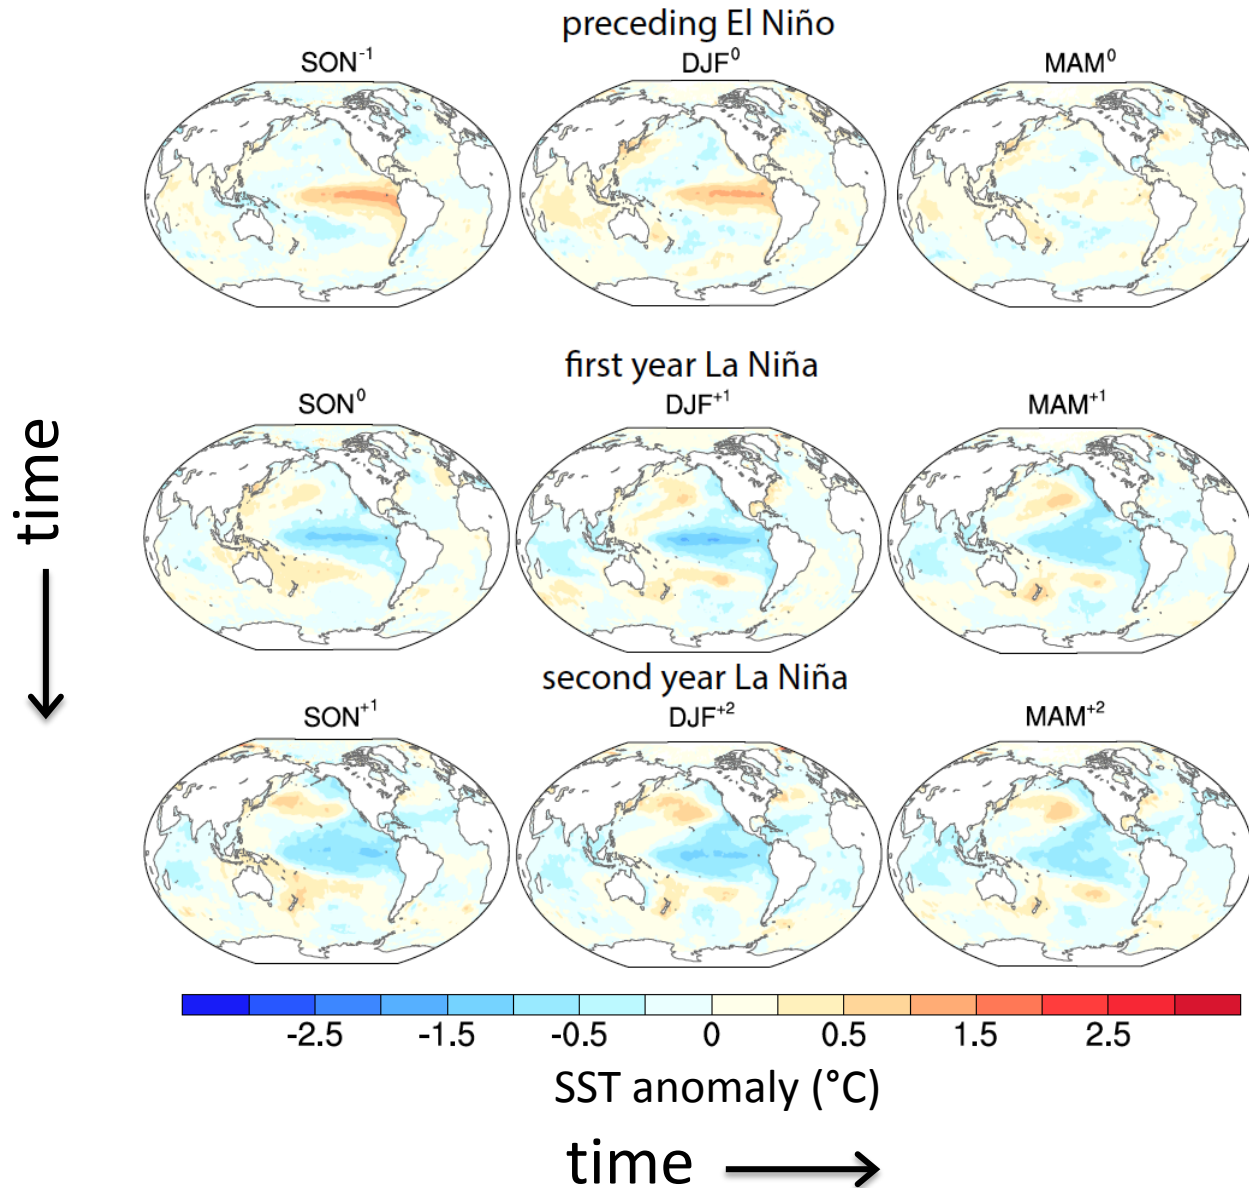 preceding El Niño
SON⁻¹ DJF⁰ MAM⁰
first year La Niña
SON⁰ DJF⁺¹ MAM⁺¹
time
second year La Niña
SON⁺¹ DJF⁺² MAM⁺²
-2.5 -1.5 -0.5 0 0.5 1.5 2.5
SST anomaly (°C)
time